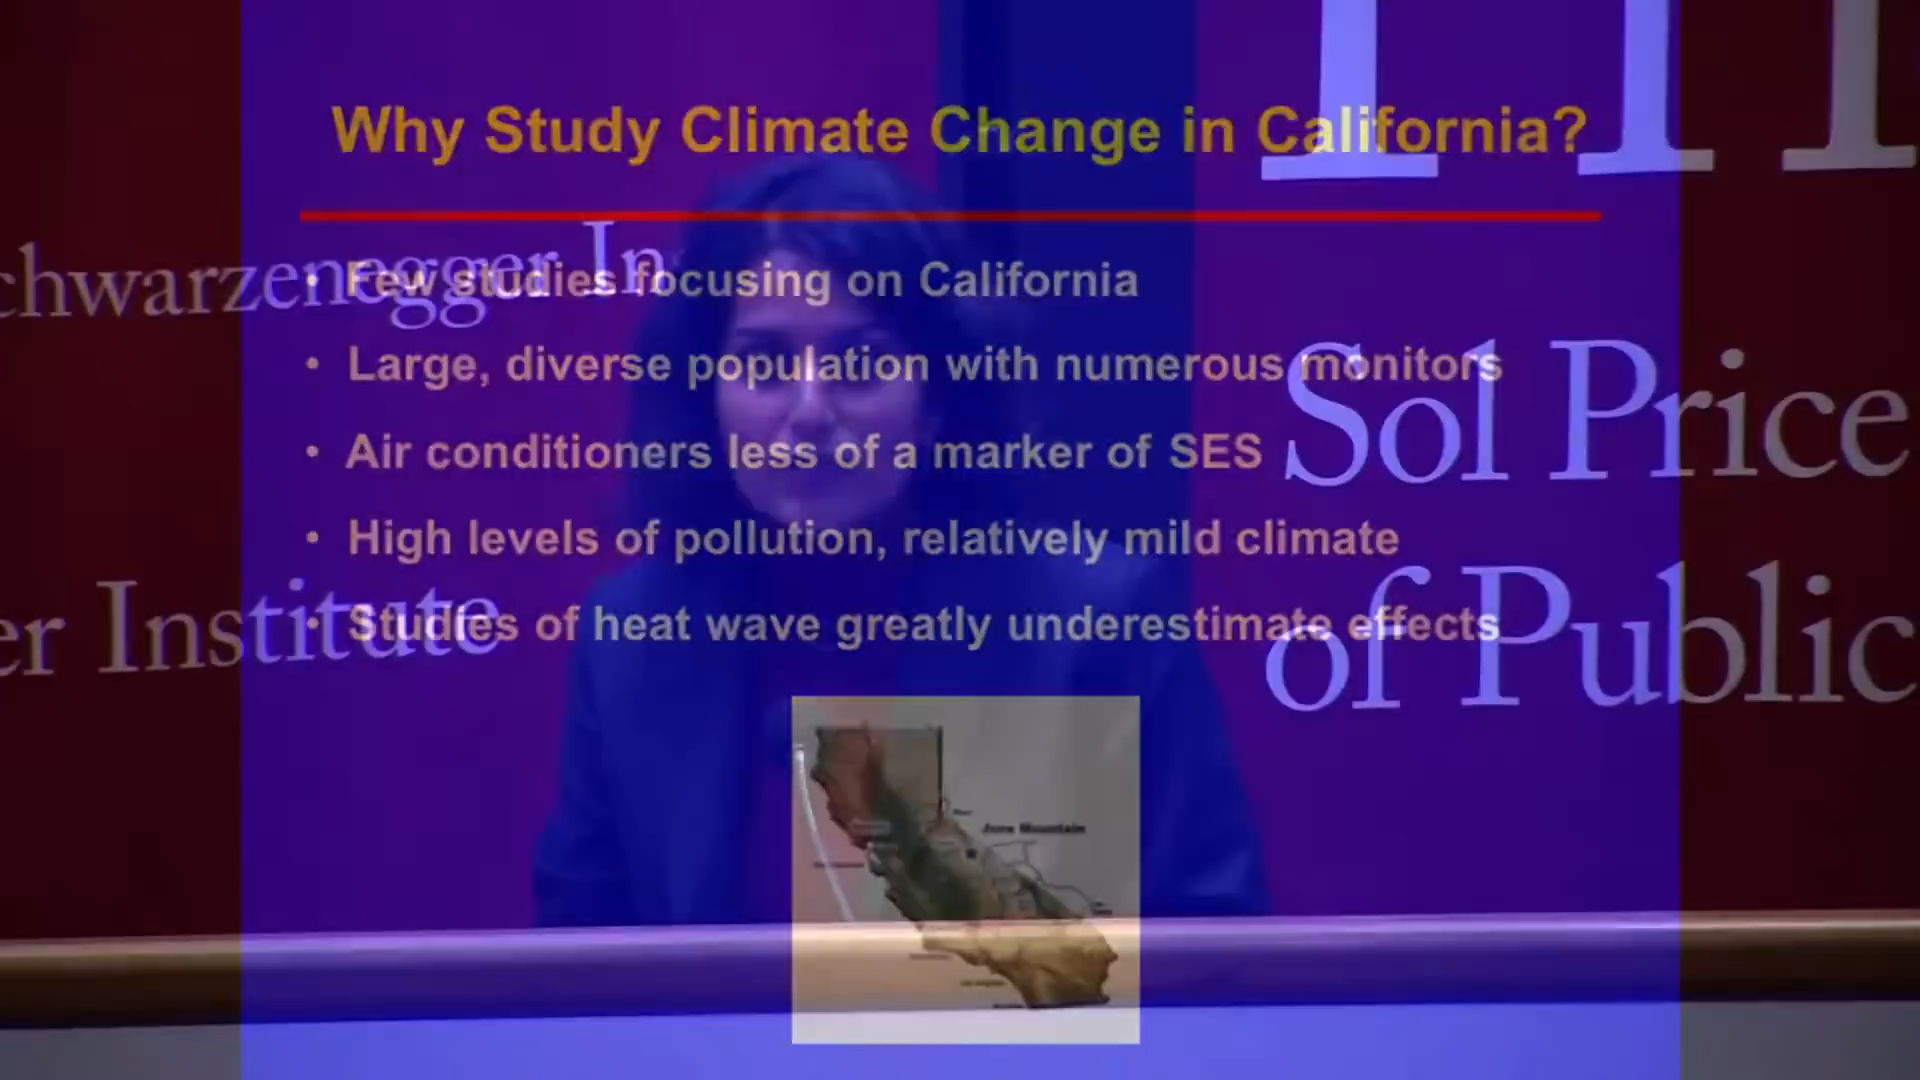 Why Study Climate Change in California?
chwarzenegger In
• Few studies focusing on California
• Large, diverse population with numerous monitors
Sol Price
• Air conditioners less of a marker of SES
• High levels of pollution, relatively mild climate
er Institute
• Studies of heat wave greatly underestimate effects
of Public
June Mountain